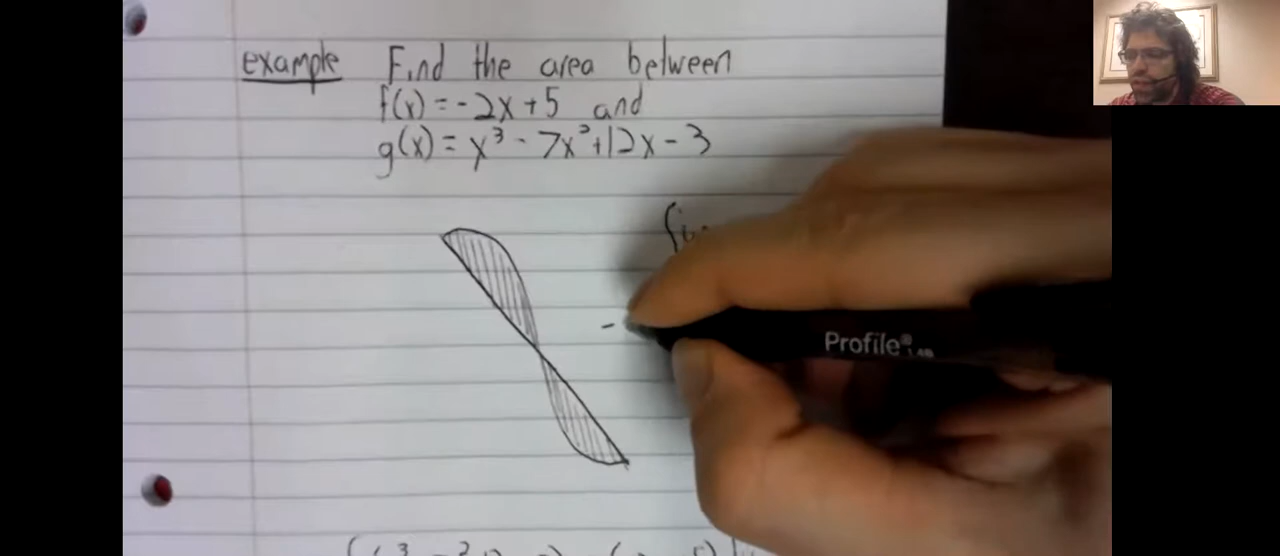 example Find the area between
f(x) = -2x + 5 and
g(x) = x³ - 7x² + 12x - 3
Profile®